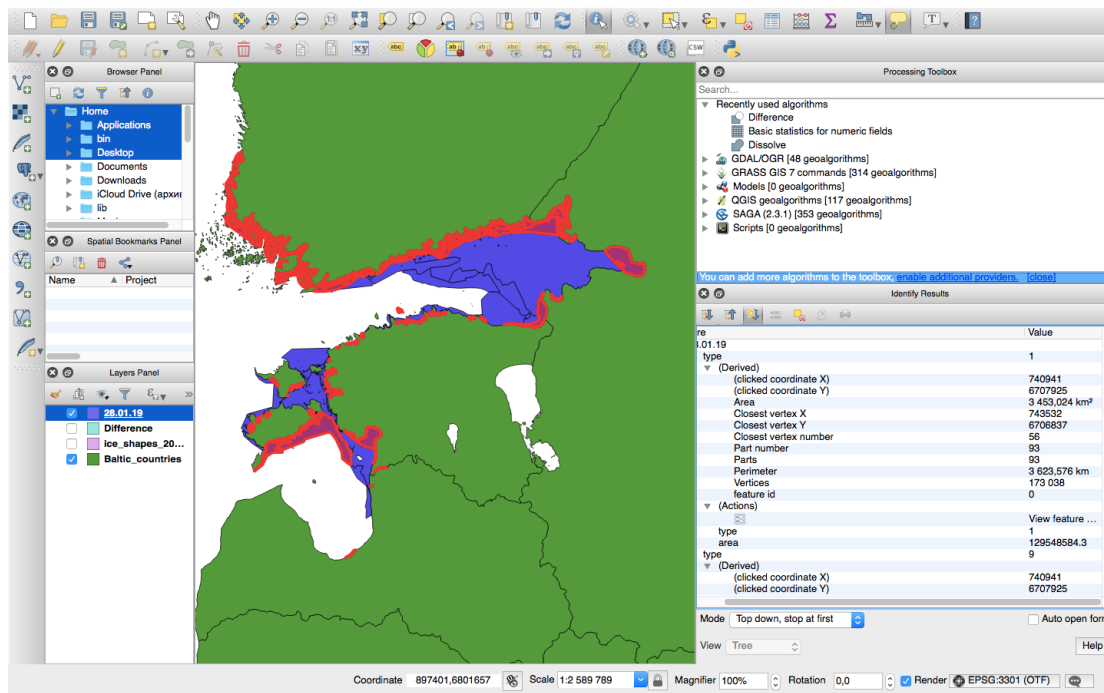 Browser Panel
Home
Applications
bin
Desktop
Documents
Downloads
iCloud Drive (архив
lib
Spatial Bookmarks Panel
Name
Project
Layers Panel
28.01.19
Difference
Ice_shapes_20...
Baltic_countries
Processing Toolbox
Search...
Recently used algorithms
Difference
Basic statistics for numeric fields
Dissolve
GDAL/OGR [48 geoalgorithms]
GRASS GIS 7 commands [314 geoalgorithms]
Models [0 geoalgorithms]
QGIS geoalgorithms [117 geoalgorithms]
SAGA (2.3.1) [353 geoalgorithms]
Scripts [0 geoalgorithms]
You can add more algorithms to the toolbox, enable additional providers. [close]
Identify Results
re Value
.01.19
type 1
(Derived)
(clicked coordinate X) 740941
(clicked coordinate Y) 6707925
Area 3 453,024 km²
Closest vertex X 743532
Closest vertex Y 6706837
Closest vertex number 56
Part number 93
Parts 93
Perimeter 3 623,576 km
Vertices 173 038
feature id 0
(Actions)
View feature ...
type 1
area 129548584.3
type 9
(Derived)
(clicked coordinate X) 740941
(clicked coordinate Y) 6707925
Mode Top down, stop at first
Auto open form
View Tree
Help
Coordinate 897401,6801657 Scale 1:2 589 789 Magnifier 100% Rotation 0,0 Render EPSG:3301 (OTF)